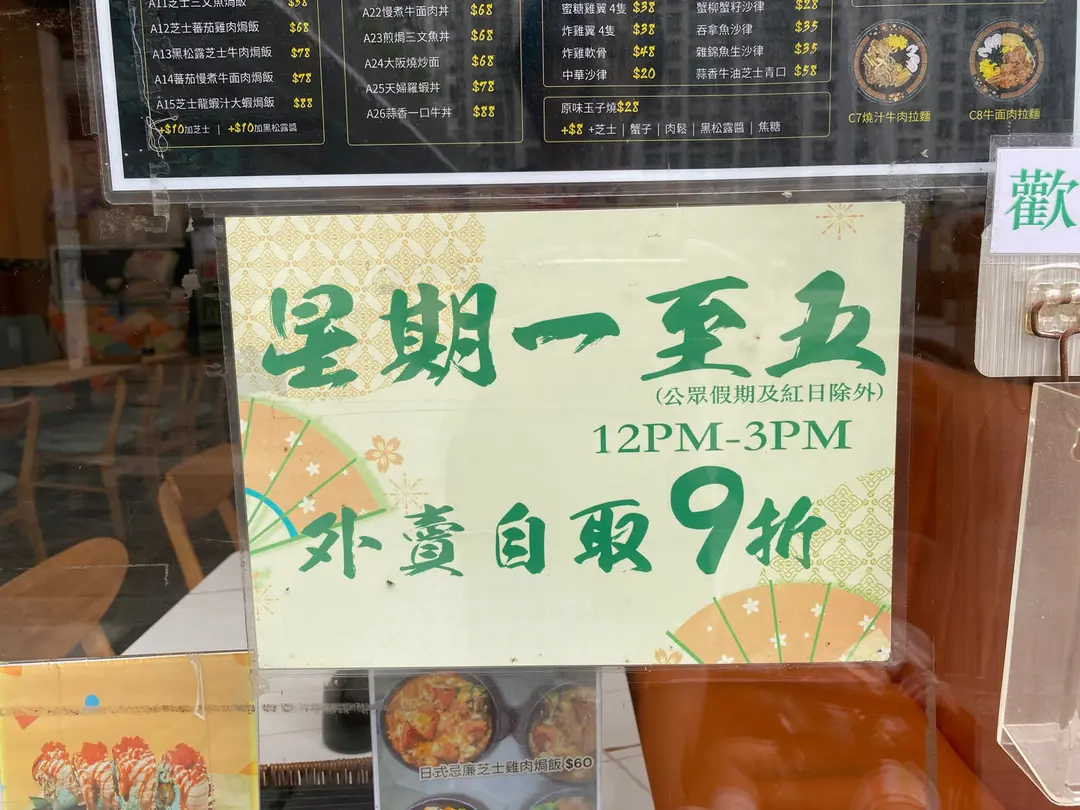 A11芝士三文魚焗飯 $58
A12芝士蕃茄雞肉焗飯 $68
A13黑松露芝士牛肉焗飯 $78
A14蕃茄慢煮牛面肉焗飯 $78
A15芝士龍蝦汁大蝦焗飯 $88
+$10加芝士 | +$10加黑松露醬
A22慢煮牛面肉丼 $68
A23煎焗三文魚丼 $68
A24大阪燒炒面 $68
A25天婦羅蝦丼 $78
A26蒜香一口牛丼 $88
蜜糖雞翼 4隻 $38
炸雞翼 4隻 $38
炸雞軟骨 $48
中華沙律 $20
蟹柳蟹籽沙律 $28
吞拿魚沙律 $35
雜錦魚生沙律 $35
蒜香牛油芝士青口 $58
原味玉子燒$28
+$8 +芝士 | 蟹子 | 肉鬆 | 黑松露醬 | 焦糖
C7燒汁牛肉拉麵
C8牛面肉拉麵
歡
星期一至五
(公眾假期及紅日除外)
12PM-3PM
外賣自取9折
日式忌廉芝士雞肉焗飯 $60